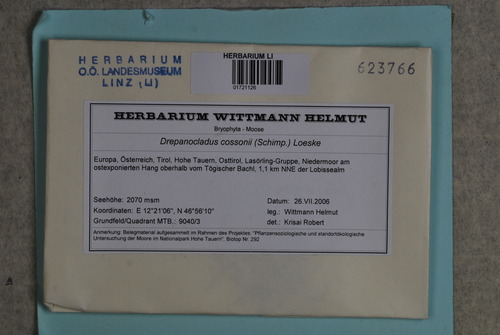 HERBARIUM
O.Ö. LANDESMUSEUM
LINZ (LI)
HERBARIUM LI
01721126
623766
HERBARIUM WITTMANN HELMUT
Bryophyta - Moose
Drepanocladus cossonii (Schimp.) Loeske
Europa, Österreich, Tirol, Hohe Tauern, Osttirol, Lasörling-Gruppe, Niedermoor am
ostexponierten Hang oberhalb vom Tögischer Bachl, 1,1 km NNE der Lobissealm
Seehöhe: 2070 msm
Datum: 26.VII.2006
Koordinaten: E 12°21'06", N 46°56'10"
leg.: Wittmann Helmut
Grundfeld/Quadrant MTB.: 9040/3
det.: Krisai Robert
Anmerkung: Belegmaterial aufgesammelt im Rahmen des Projektes: "Pflanzensoziologische und standortökologische
Untersuchung der Moore im Nationalpark Hohe Tauern", Biotop Nr. 292